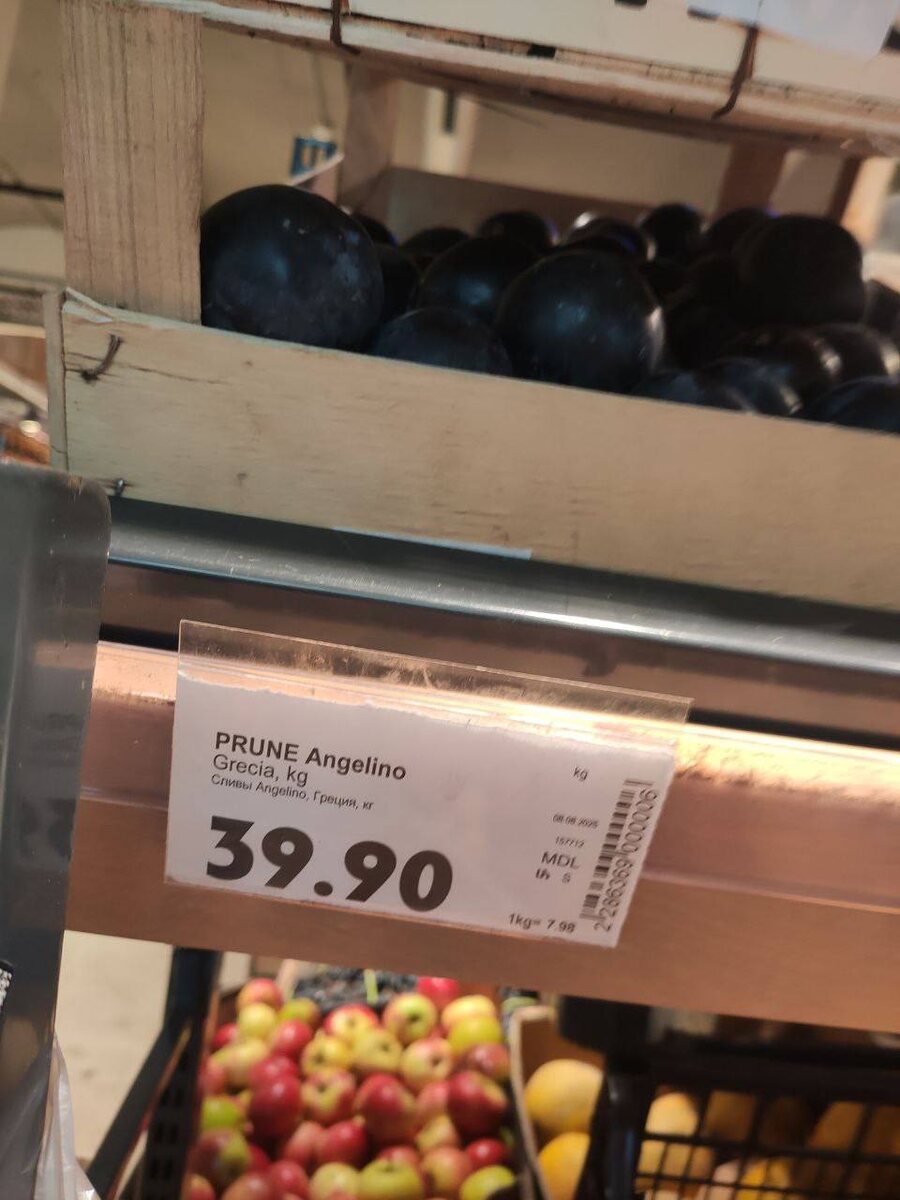 PRUNE Angelino
Grecia, kg
Сливы Angelino, Греция, кг
39.90
kg
08.08.2025
157712
MDL
1kg= 7.98
2286369000006